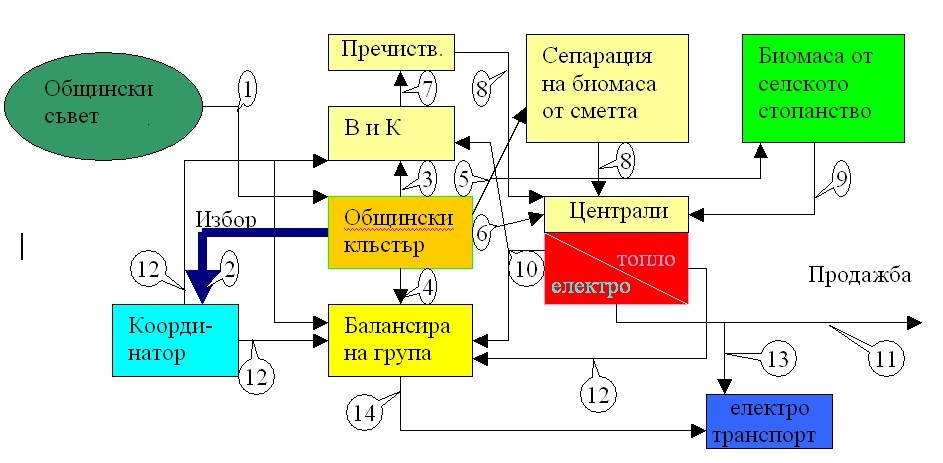 Общински
съвет
1
Пречиств.
7
8
Сепарация
на биомаса
от сметта
Биомаса от
селското
стопанство
В и К
3
5
8
9
Избор
Общински
клъстър
6
Централи
топло
електро
10
12
2
4
Продажба
Коорди-
натор
12
Балансира
на група
14
12
13
11
електро
транспорт